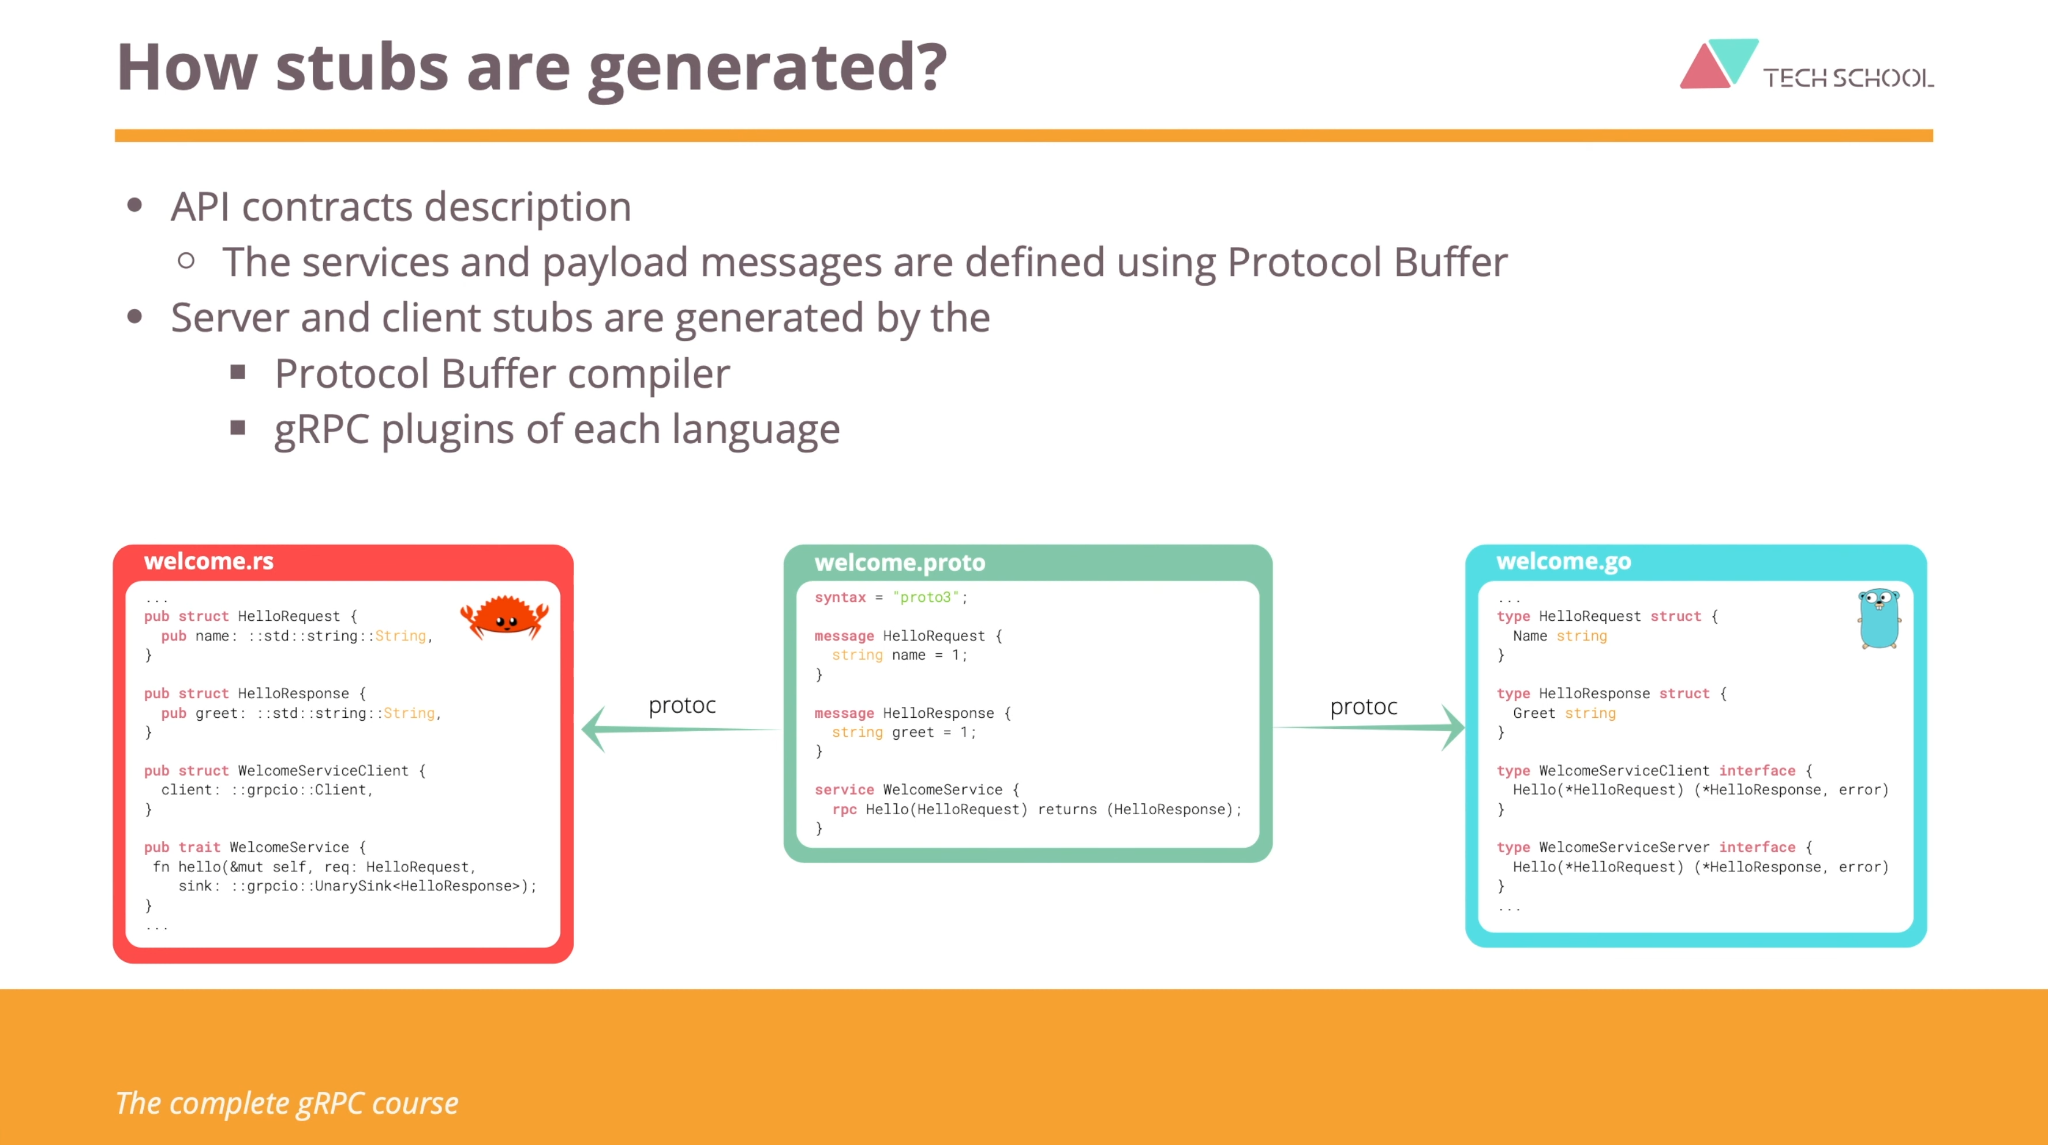 How stubs are generated?
TECH SCHOOL
• API contracts description
○ The services and payload messages are defined using Protocol Buffer
• Server and client stubs are generated by the
■ Protocol Buffer compiler
■ gRPC plugins of each language
welcome.rs
...
pub struct HelloRequest {
  pub name: ::std::string::String,
}

pub struct HelloResponse {
  pub greet: ::std::string::String,
}

pub struct WelcomeServiceClient {
  client: ::grpcio::Client,
}

pub trait WelcomeService {
 fn hello(&mut self, req: HelloRequest,
    sink: ::grpcio::UnarySink<HelloResponse>);
}
...
protoc
welcome.proto
syntax = "proto3";

message HelloRequest {
  string name = 1;
}

message HelloResponse {
  string greet = 1;
}

service WelcomeService {
  rpc Hello(HelloRequest) returns (HelloResponse);
}
protoc
welcome.go
...
type HelloRequest struct {
  Name string
}

type HelloResponse struct {
  Greet string
}

type WelcomeServiceClient interface {
  Hello(*HelloRequest) (*HelloResponse, error)
}

type WelcomeServiceServer interface {
  Hello(*HelloRequest) (*HelloResponse, error)
}
...
The complete gRPC course